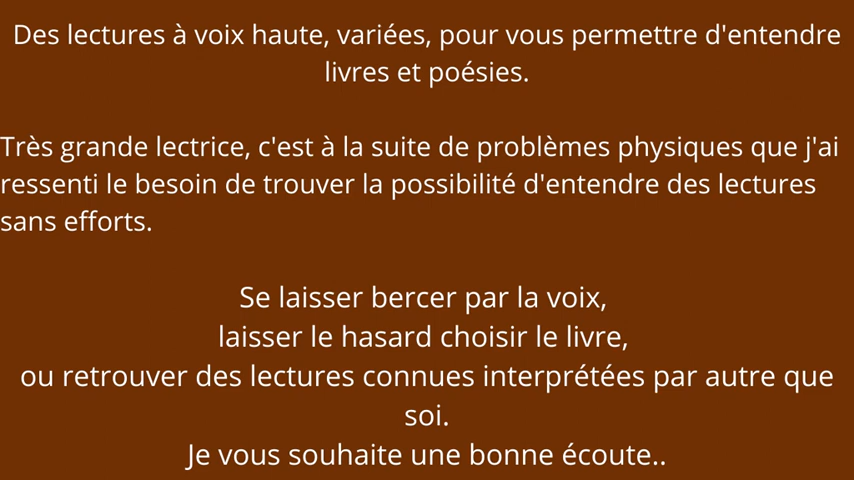 Des lectures à voix haute, variées, pour vous permettre d'entendre
livres et poésies.
Très grande lectrice, c'est à la suite de problèmes physiques que j'ai
ressenti le besoin de trouver la possibilité d'entendre des lectures
sans efforts.
Se laisser bercer par la voix,
laisser le hasard choisir le livre,
ou retrouver des lectures connues interprétées par autre que
soi.
Je vous souhaite une bonne écoute..